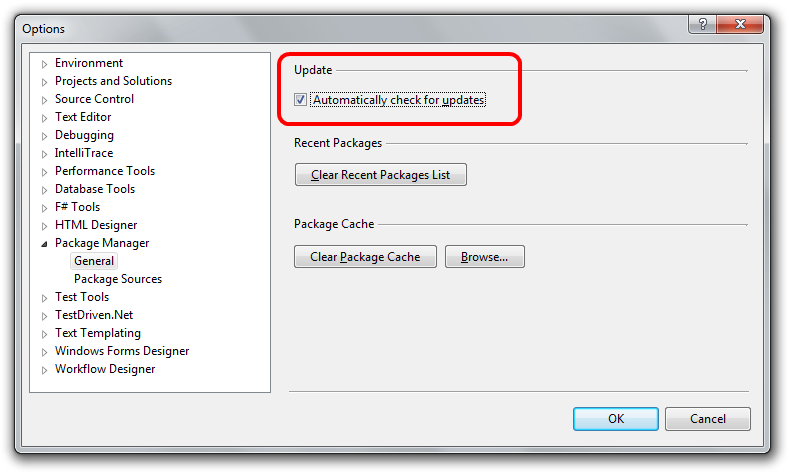 Options
Environment
Projects and Solutions
Source Control
Text Editor
Debugging
IntelliTrace
Performance Tools
Database Tools
F# Tools
HTML Designer
Package Manager
General
Package Sources
Test Tools
TestDriven.Net
Text Templating
Windows Forms Designer
Workflow Designer
Update
Automatically check for updates
Recent Packages
Clear Recent Packages List
Package Cache
Clear Package Cache
Browse...
OK
Cancel